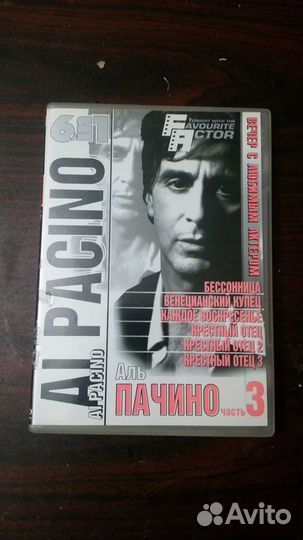 TONIGHT WITH THE
FAVOURITE
ACTOR
AL PACINO
AL PACINO
ВЕЧЕР С ЛЮБИМЫМ АКТЕРОМ
БЕССОННИЦА
ВЕНЕЦИАНСКИЙ КУПЕЦ
КАЖДОЕ ВОСКРЕСЕНЬЕ
КРЕСТНЫЙ ОТЕЦ
КРЕСТНЫЙ ОТЕЦ 2
КРЕСТНЫЙ ОТЕЦ 3
Аль
ПАЧИНО
часть 3
Avito